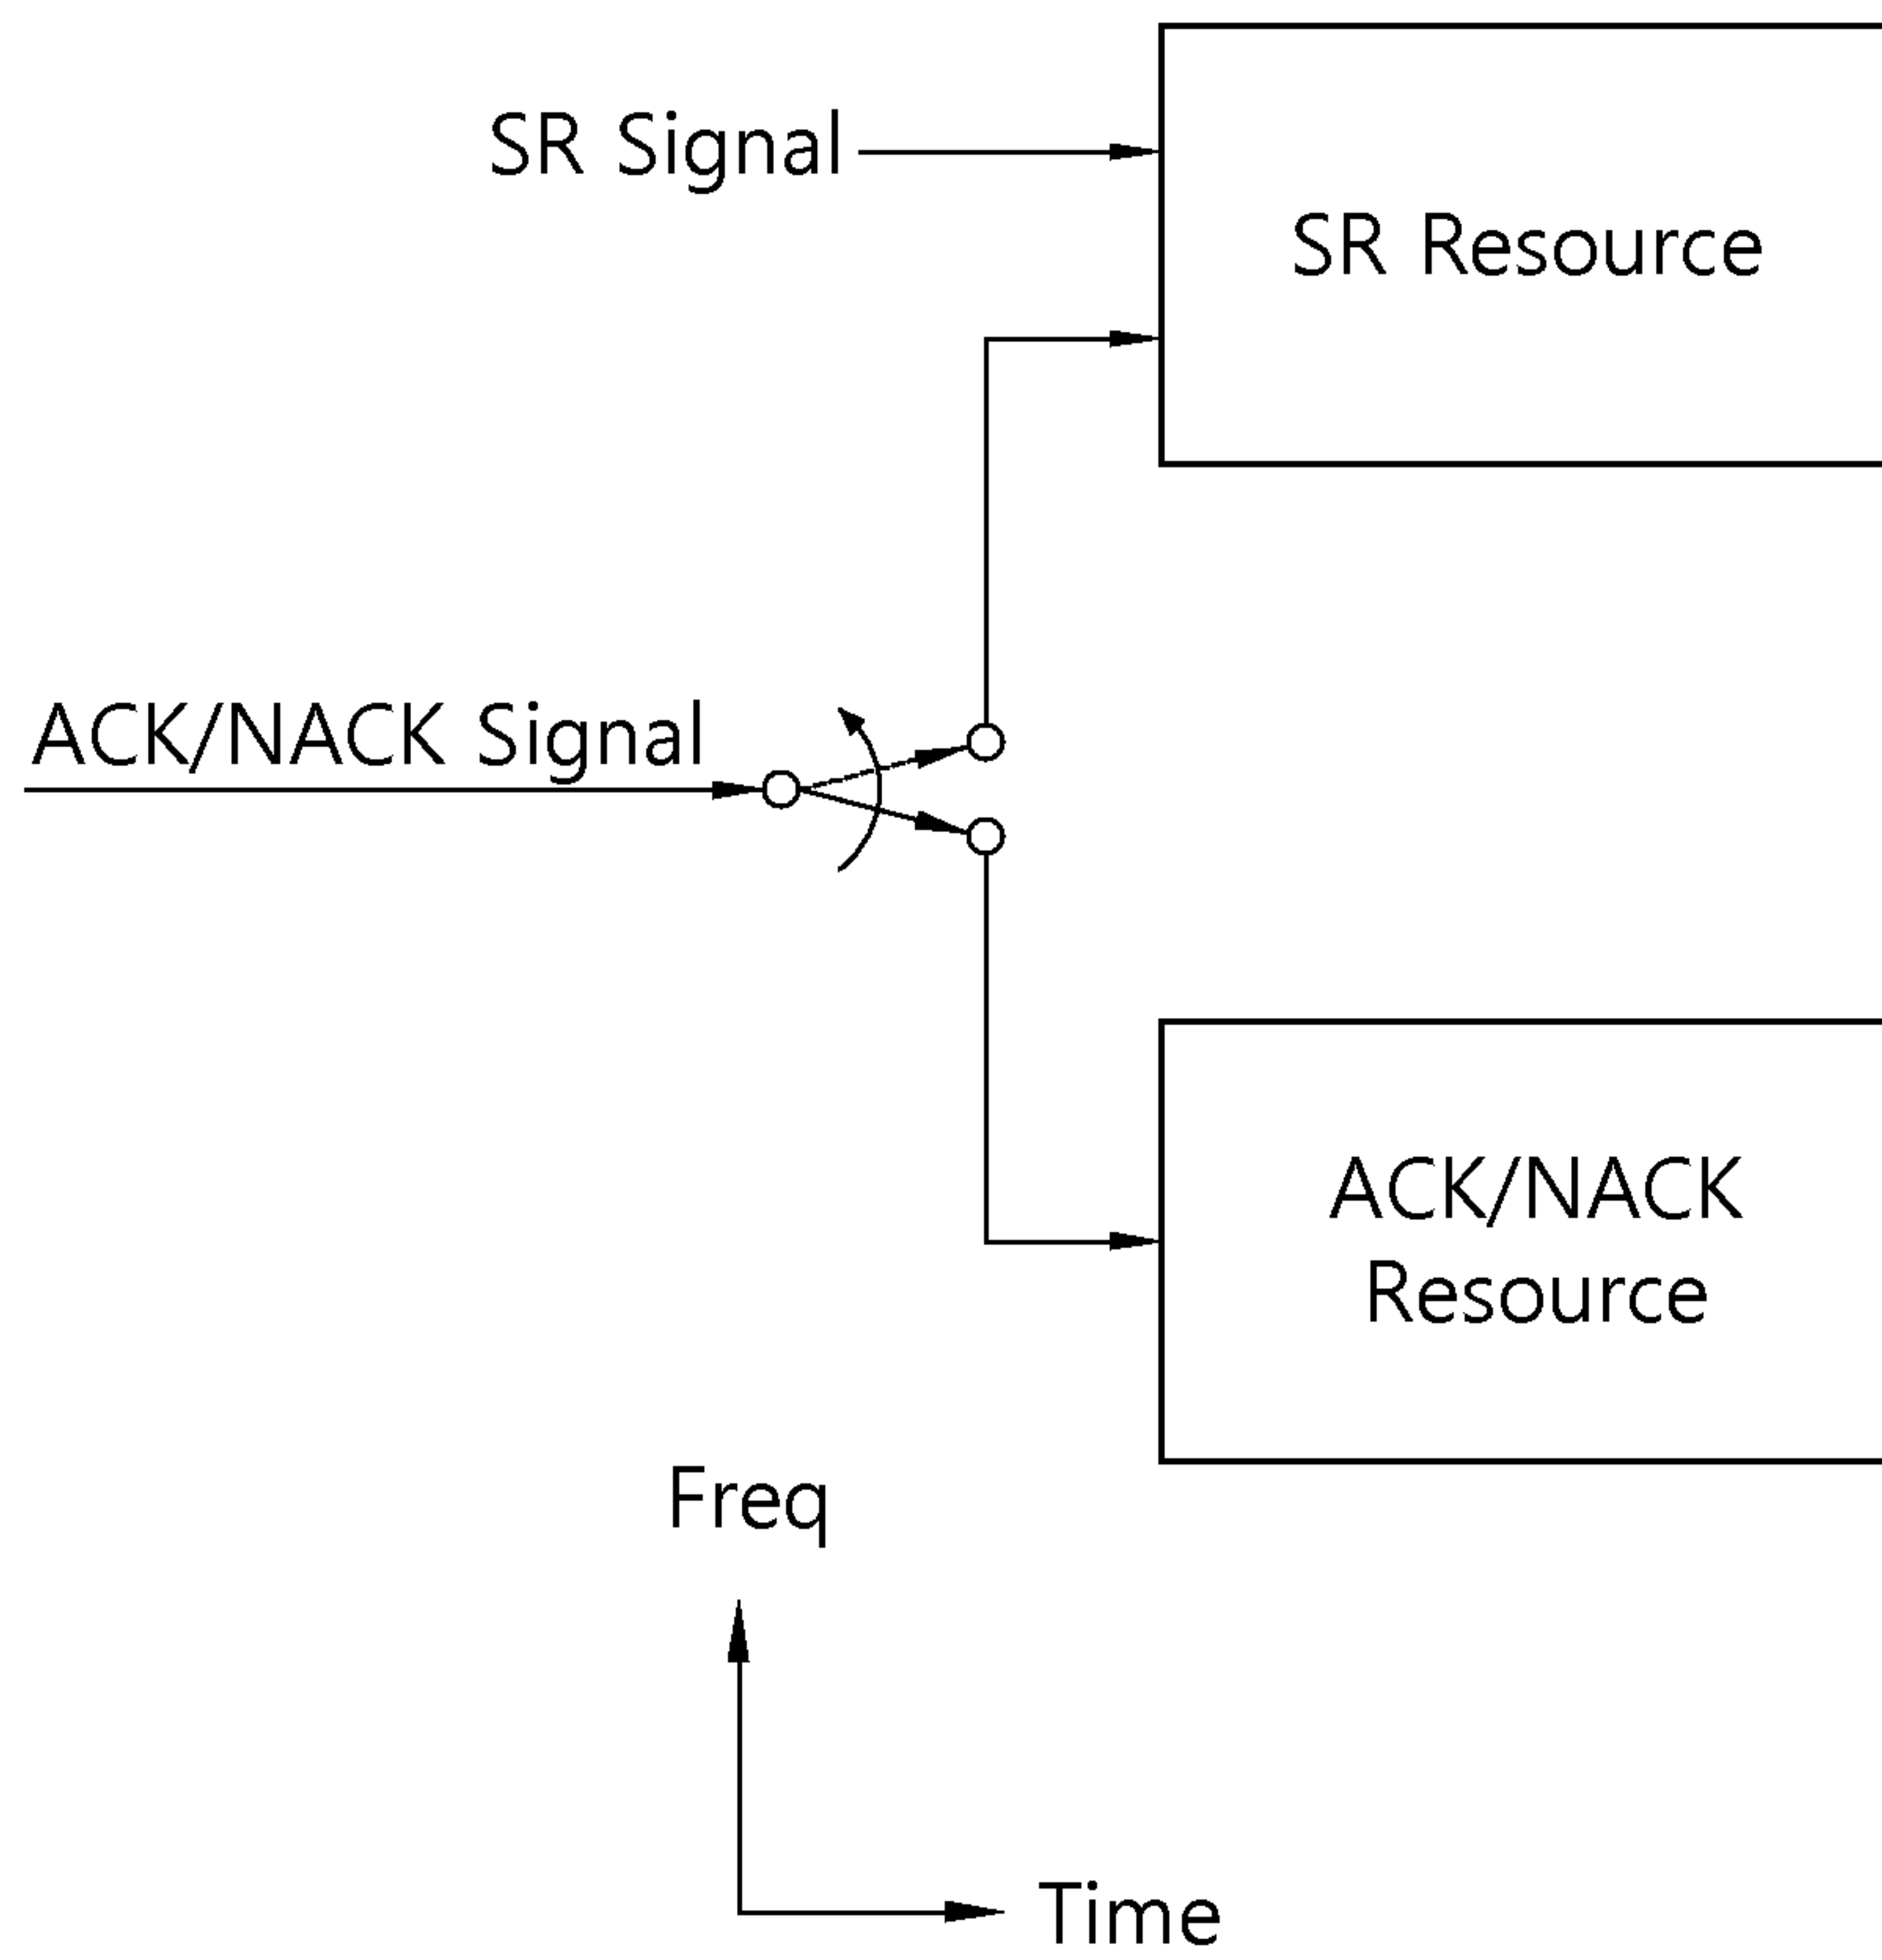 SR Signal
SR Resource
ACK/NACK Signal
ACK/NACK
Resource
Freq
Time